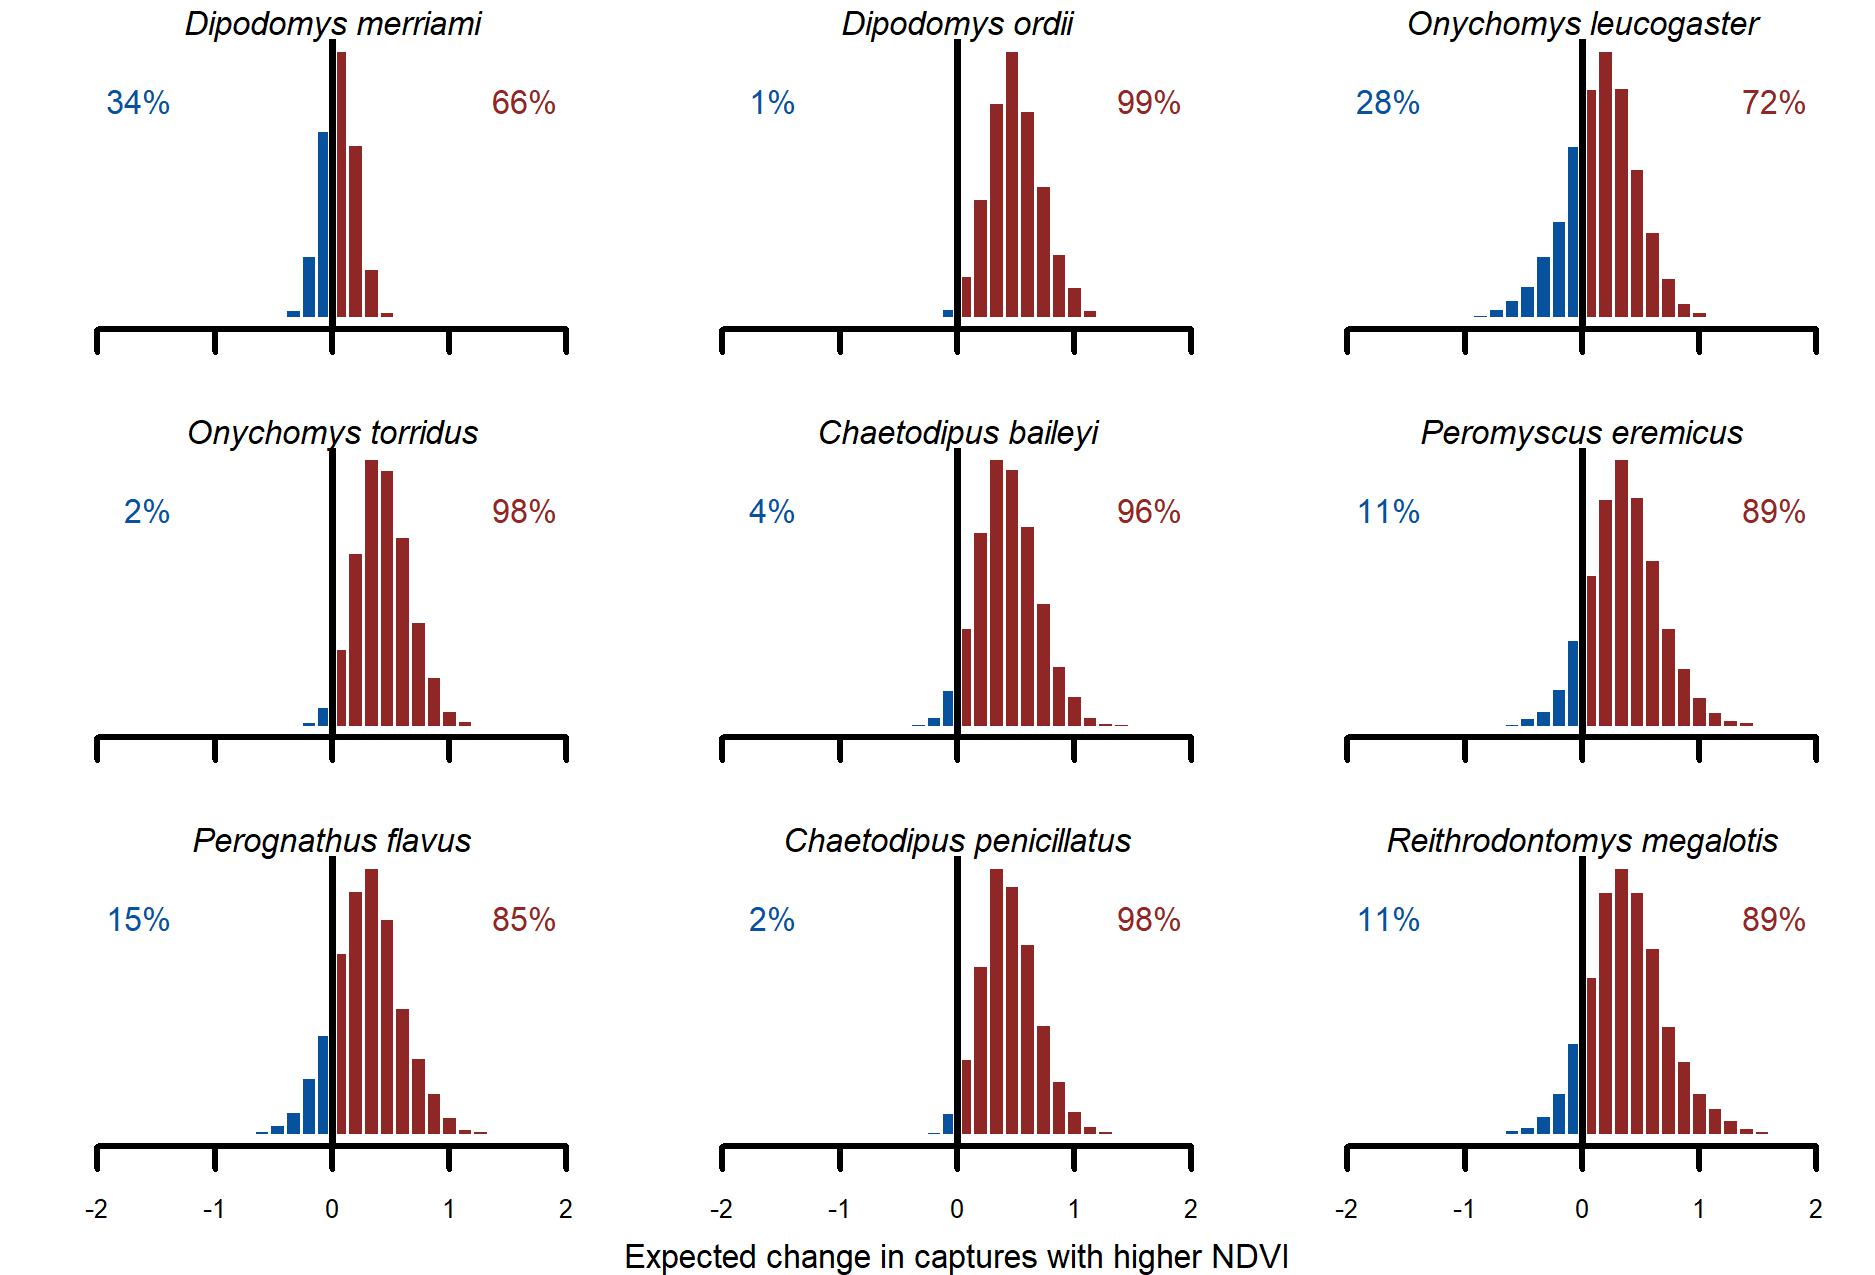 Dipodomys merriami
Dipodomys ordii
Onychomys leucogaster
34%
66%
1%
99%
28%
72%
Onychomys torridus
Chaetodipus baileyi
Peromyscus eremicus
2%
98%
4%
96%
11%
89%
Perognathus flavus
Chaetodipus penicillatus
Reithrodontomys megalotis
15%
85%
2%
98%
11%
89%
-2 -1 0 1 2
-2 -1 0 1 2
-2 -1 0 1 2
Expected change in captures with higher NDVI